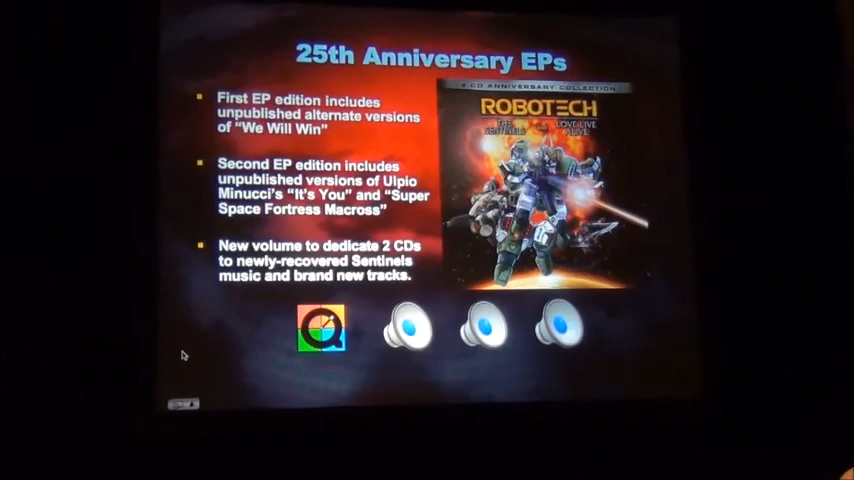 25th Anniversary EPs
First EP edition includes
unpublished alternate versions
of “We Will Win”
Second EP edition includes
unpublished versions of Ulpio
Minucci’s “It’s You” and “Super
Space Fortress Macross”
New volume to dedicate 2 CDs
to newly-recovered Sentinels
music and brand new tracks.
2 CD ANNIVERSARY COLLECTION
ROBOTECH
THE
SENTINELS
LOVE LIVE
ALIVE